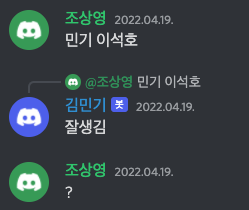 조상영 2022.04.19.
민기 이석호
@조상영 민기 이석호
김민기 봇 2022.04.19.
잘생김
조상영 2022.04.19.
?